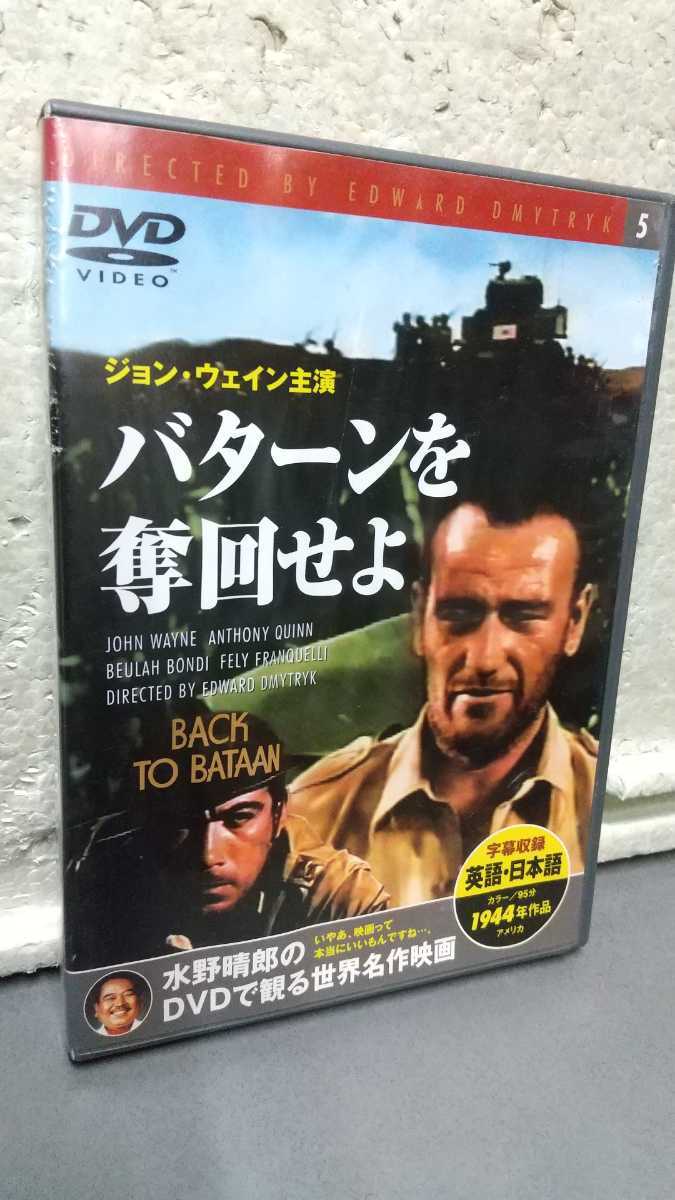 DIRECTED BY EDWARD DMYTRYK 5
DVD
VIDEO™
ジョン・ウェイン主演
バターンを
奪回せよ
JOHN WAYNE ANTHONY QUINN
BEULAH BONDI FELY FRANQUELLI
DIRECTED BY EDWARD DMYTRYK
BACK
TO BATAAN
字幕収録
英語・日本語
カラー/95分
1944年作品
アメリカ
いやあ、映画って
本当にいいもんですね…。
水野晴郎の
DVDで観る世界名作映画